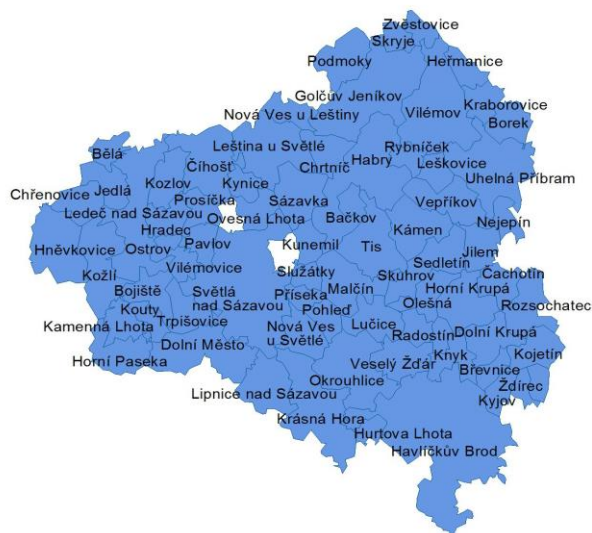 Zvěstovice
Skryje
Podmoky
Heřmanice
Golčův Jeníkov
Kraborovice
Nová Ves u Leštiny
Vilémov
Borek
Leština u Světlé
Rybníček
Bělá
Číhošť
Chrtníč
Habry
Leškovice
Uhelná Příbram
Chřenovice
Jedlá
Kozlov
Kynice
Prosíčka
Sázavka
Vepříkov
Ledeč nad Sázavou
Ovesná Lhota
Bačkov
Nejepín
Hradec
Kámen
Hněvkovice
Ostrov
Pavlov
Kunemil
Tis
Jilem
Kožlí
Vilémovice
Služátky
Sedletín
Skuhrov
Čachotín
Bojiště
Světlá
nad Sázavou
Příseka
Malčín
Horní Krupá
Kouty
Pohleď
Olešná
Rozsochatec
Kamenná Lhota
Trpišovice
Nová Ves
u Světlé
Lučice
Radostín
Dolní Krupá
Dolní Město
Horní Paseka
Veselý Žďár
Knyk
Kojetín
Břevnice
Okrouhlice
Ždírec
Lipnice nad Sázavou
Kyjov
Krásná Hora
Hurtova Lhota
Havlíčkův Brod